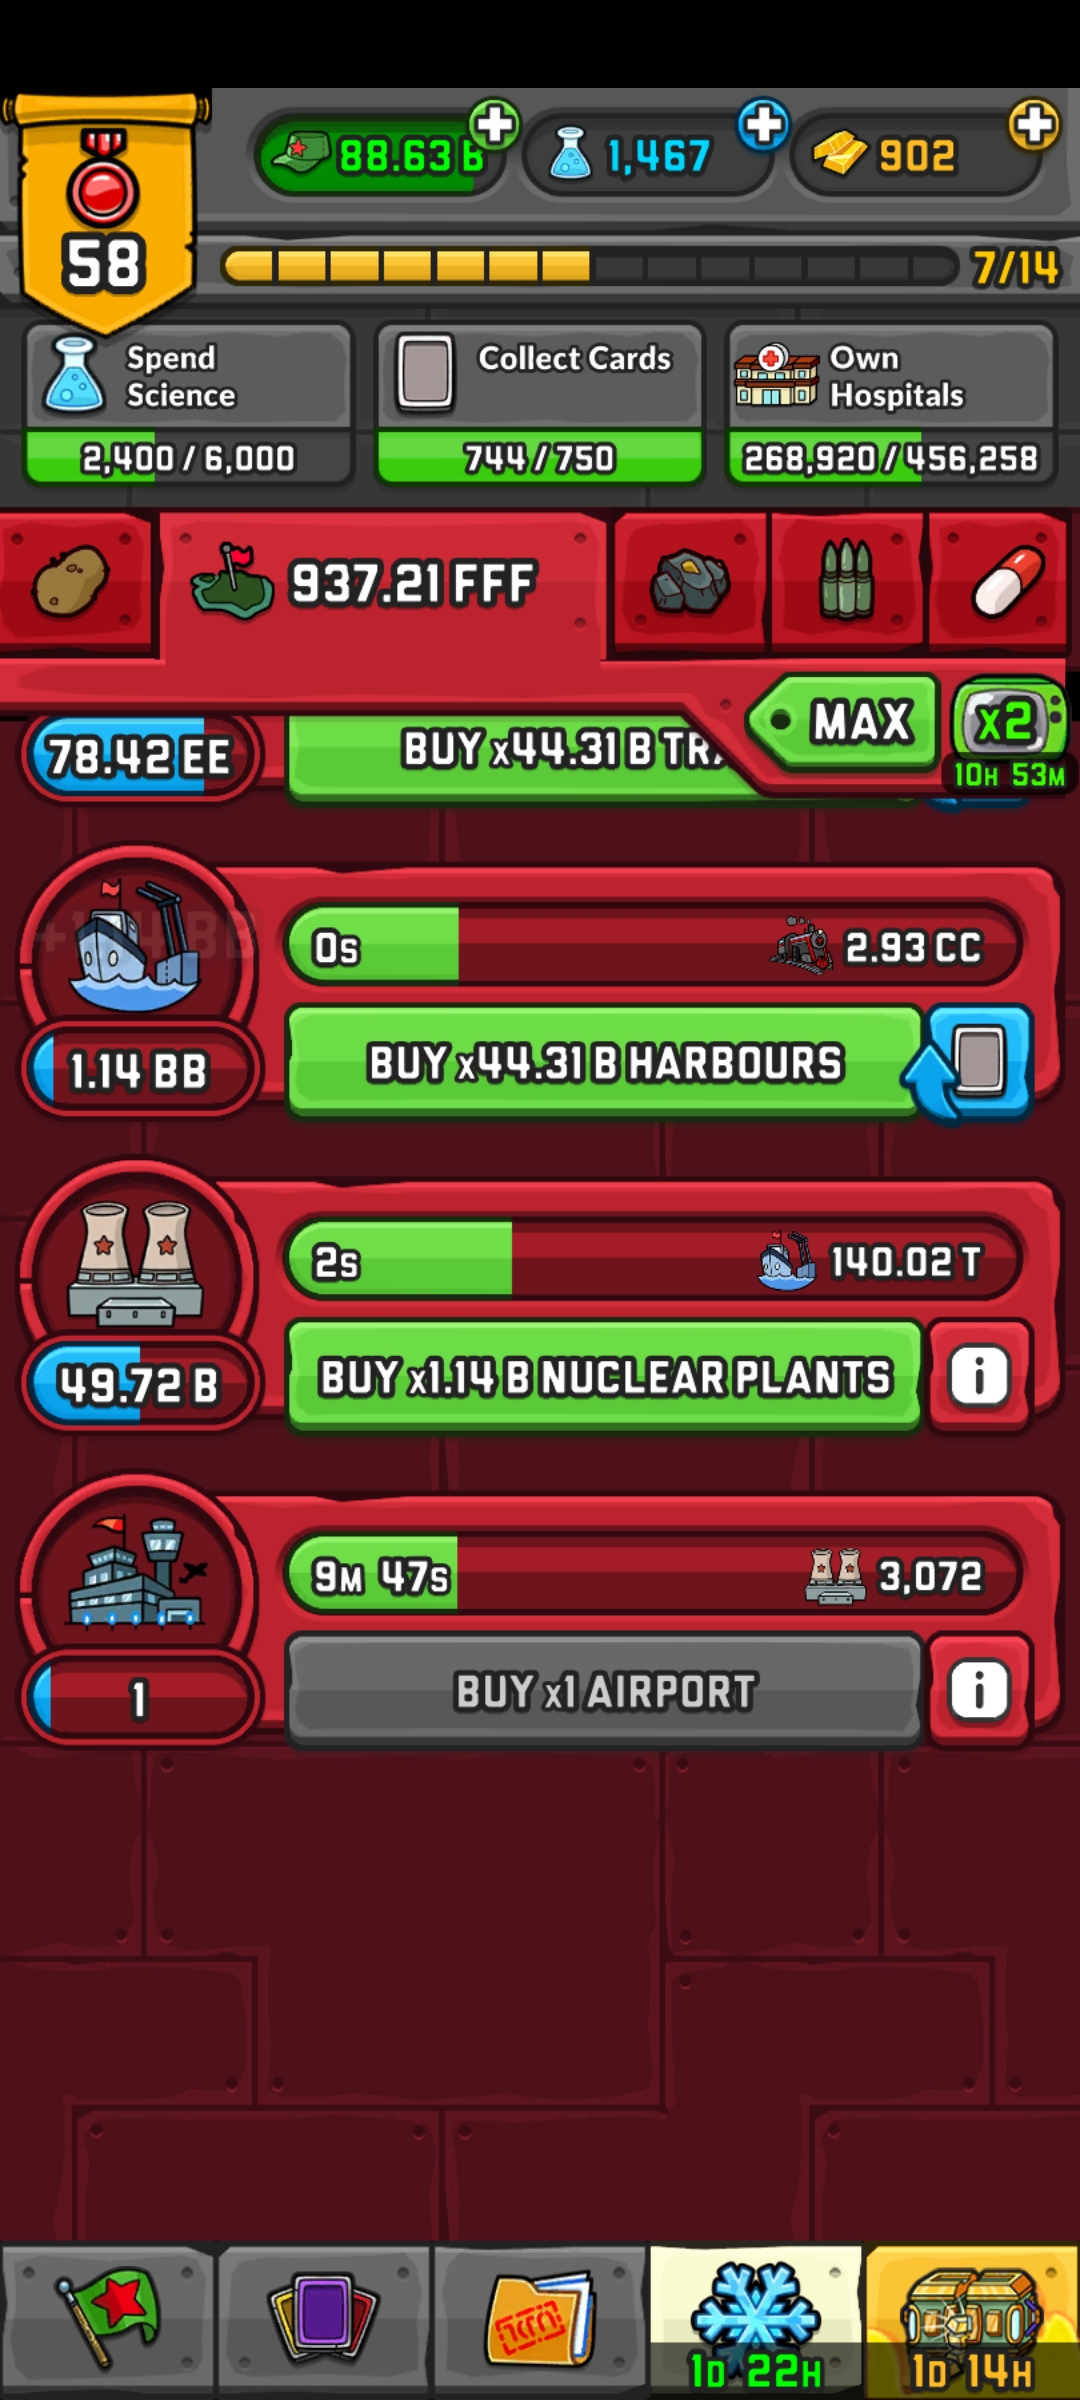 88.63 B
1,467
902
58
7/14
Spend
Science
2,400 / 6,000
Collect Cards
744 / 750
Own
Hospitals
268,920 / 456,258
937.21 FFF
MAX
x2
10H 53M
78.42 EE
BUY x44.31 B
0s
2.93 CC
1.14 BB
BUY x44.31 B HARBOURS
2s
140.02 T
49.72 B
BUY x1.14 B NUCLEAR PLANTS
i
9M 47s
3,072
1
BUY x1 AIRPORT
i
1D 22H
1D 14H